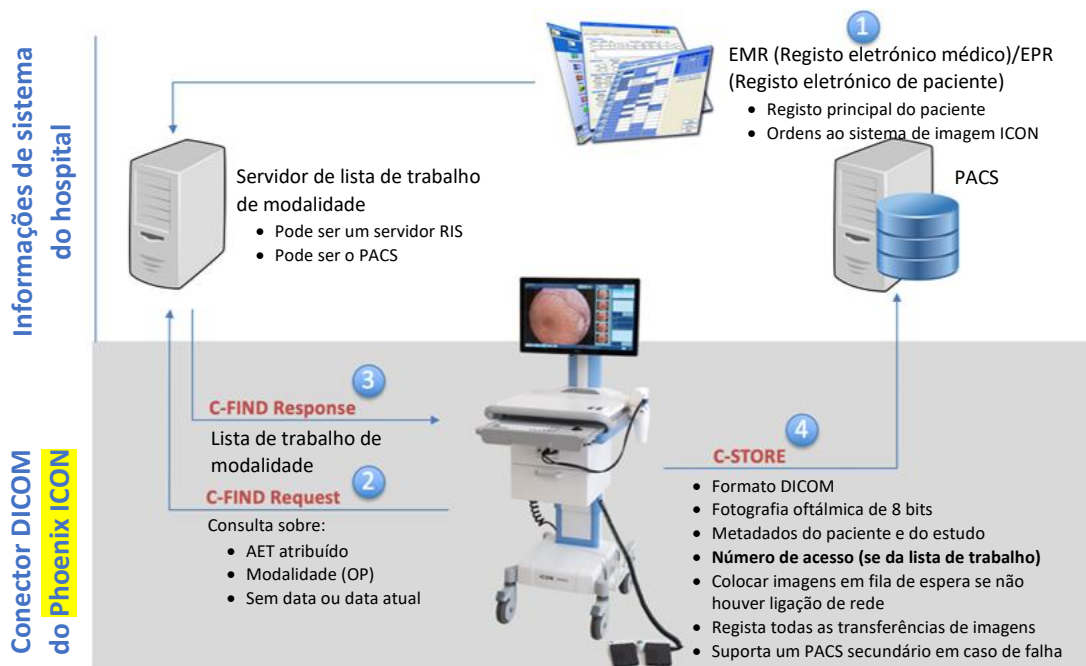 Informações de sistema
do hospital
1
EMR (Registo eletrónico médico)/EPR
(Registo eletrónico de paciente)
• Registo principal do paciente
• Ordens ao sistema de imagem ICON
Servidor de lista de trabalho
de modalidade
• Pode ser um servidor RIS
• Pode ser o PACS
PACS
Conector DICOM
do Phoenix ICON
3
C-FIND Response
Lista de trabalho de
modalidade
2
C-FIND Request
Consulta sobre:
• AET atribuído
• Modalidade (OP)
• Sem data ou data atual
ICON
4
C-STORE
• Formato DICOM
• Fotografia oftálmica de 8 bits
• Metadados do paciente e do estudo
• Número de acesso (se da lista de trabalho)
• Colocar imagens em fila de espera se não
houver ligação de rede
• Regista todas as transferências de imagens
• Suporta um PACS secundário em caso de falha